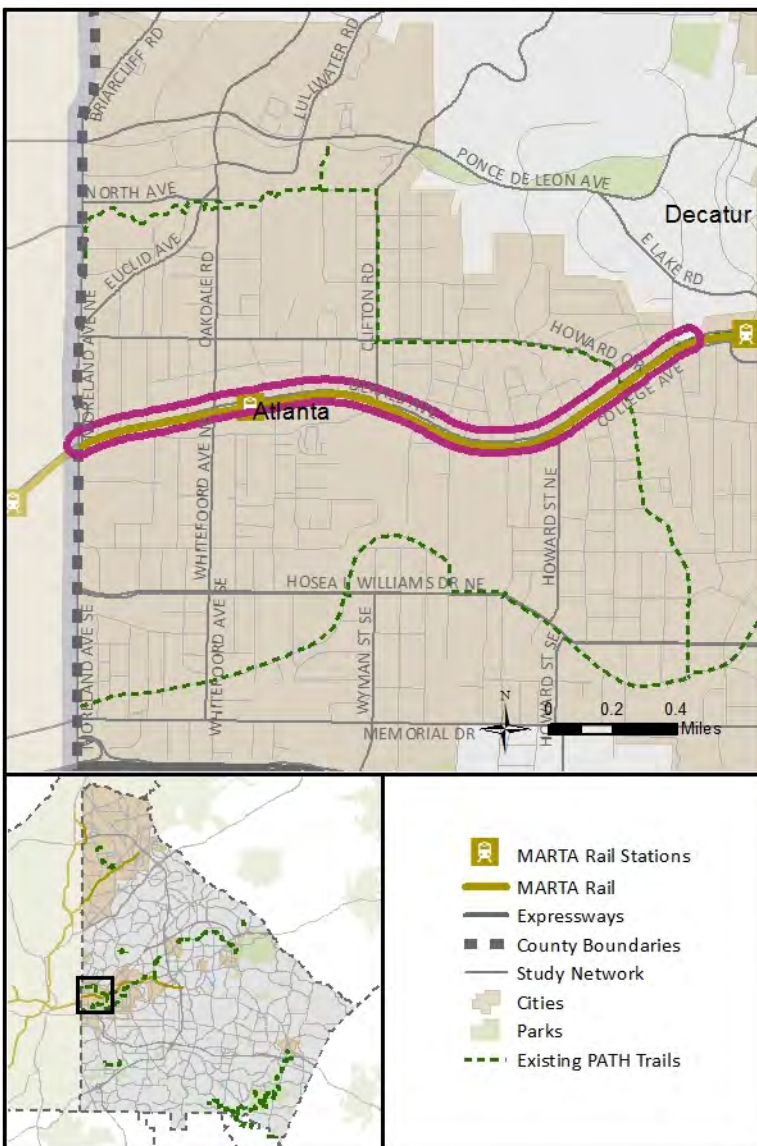 BRIARCLIFF RD
LULLWATER RD
PONCE DE LEON AVE
NORTH AVE
Decatur
EUCLID AVE
E LAKE RD
OAKDALE RD
CLIFTON RD
MORELAND AVE NE
HOWARD CIR
DEKALB AVE
COLLEGE AVE
Atlanta
WHITEFOORD AVE NE
HOWARD ST NE
HOSEA L WILLIAMS DR NE
MORELAND AVE SE
WHITEFOORD AVE SE
WYMAN ST SE
HOWARD ST SE
MEMORIAL DR
N
0 0.2 0.4
Miles
MARTA Rail Stations
MARTA Rail
Expressways
County Boundaries
Study Network
Cities
Parks
Existing PATH Trails